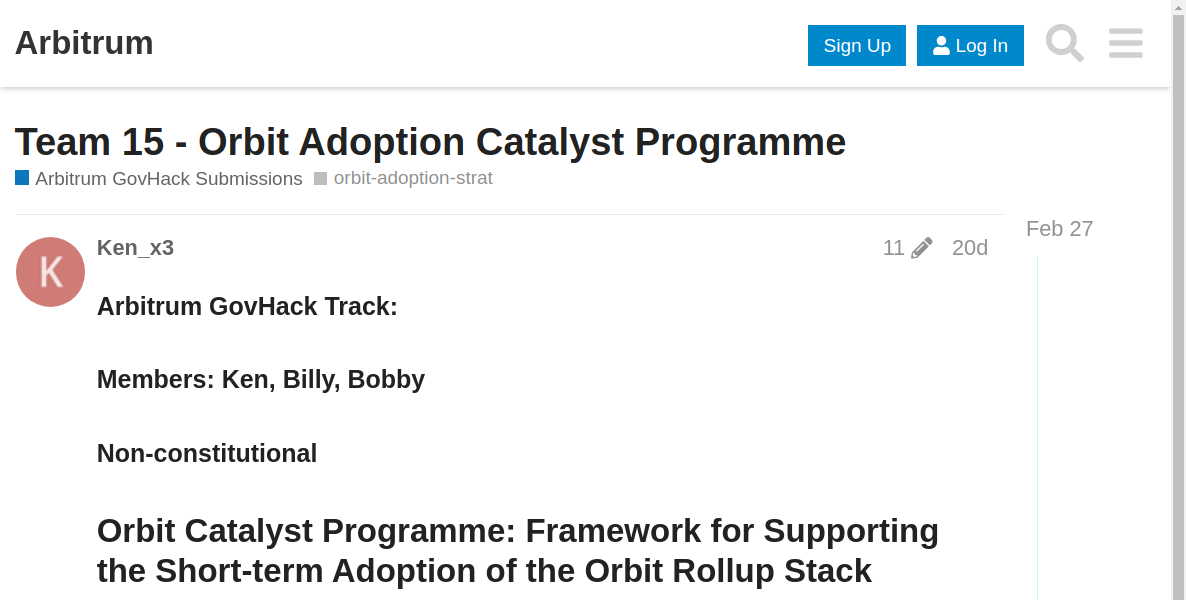 Arbitrum
Sign Up
Log In
Team 15 - Orbit Adoption Catalyst Programme
Arbitrum GovHack Submissions
orbit-adoption-strat
Feb 27
K
Ken_x3
11
20d
Arbitrum GovHack Track:
Members: Ken, Billy, Bobby
Non-constitutional
Orbit Catalyst Programme: Framework for Supporting
the Short-term Adoption of the Orbit Rollup Stack